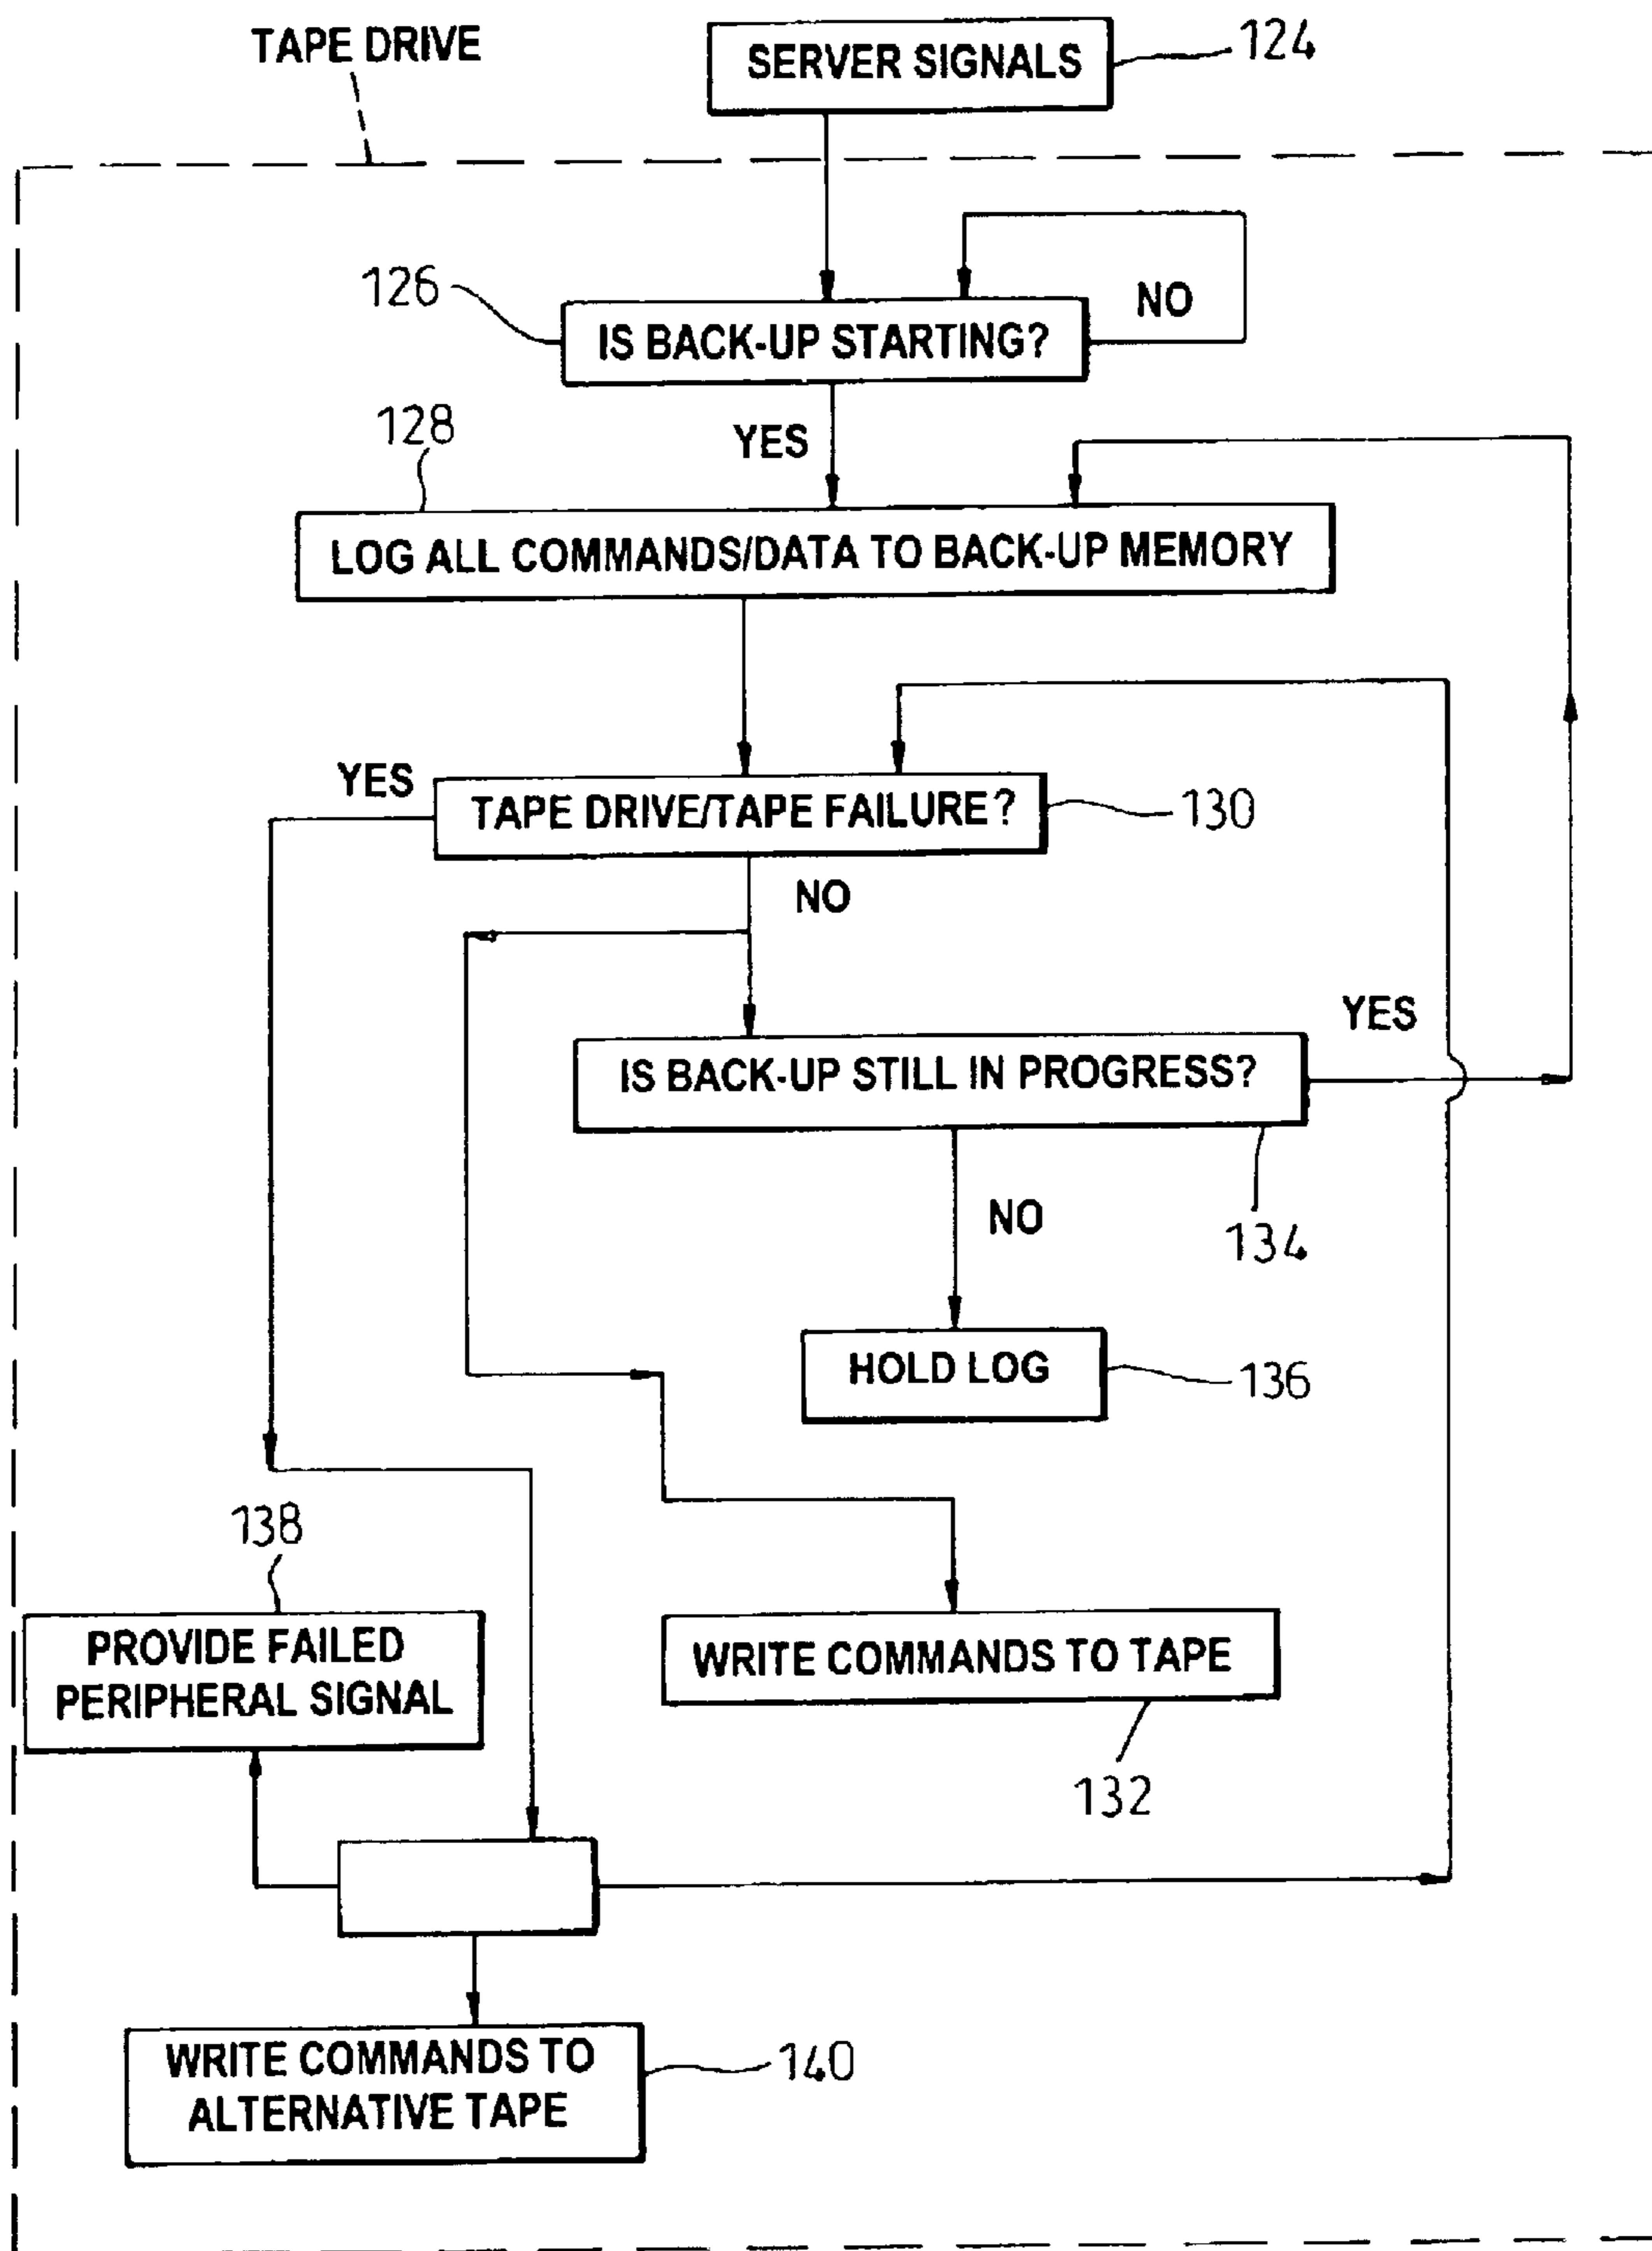 TAPE DRIVE
SERVER SIGNALS
124
126
IS BACK-UP STARTING?
NO
128
YES
LOG ALL COMMANDS/DATA TO BACK-UP MEMORY
YES
TAPE DRIVE/TAPE FAILURE?
130
NO
YES
IS BACK-UP STILL IN PROGRESS?
134
NO
HOLD LOG
136
138
PROVIDE FAILED
PERIPHERAL SIGNAL
WRITE COMMANDS TO TAPE
132
WRITE COMMANDS TO
ALTERNATIVE TAPE
140